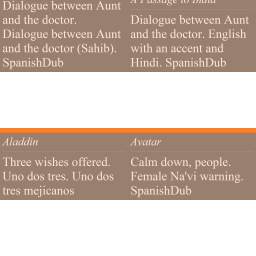 Dialogue between Aunt
and the doctor.
Dialogue between Aunt
and the doctor (Sahib).
SpanishDub
A Passage to India
Dialogue between Aunt
and the doctor. English
with an accent and
Hindi. SpanishDub
Aladdin
Three wishes offered.
Uno dos tres. Uno dos
tres mejicanos
Avatar
Calm down, people.
Female Na'vi warning.
SpanishDub